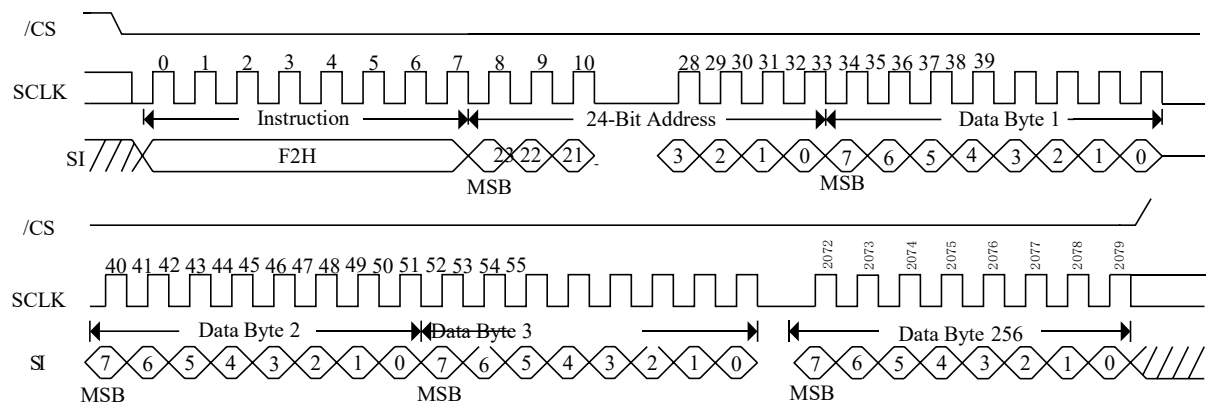 /CS
0 1 2 3 4 5 6 7 8 9 10 28 29 30 31 32 33 34 35 36 37 38 39
SCLK
Instruction 24-Bit Address Data Byte 1
SI F2H 23 22 21 3 2 1 0 7 6 5 4 3 2 1 0
MSB MSB
/CS
40 41 42 43 44 45 46 47 48 49 50 51 52 53 54 55 2072 2073 2074 2075 2076 2077 2078 2079
SCLK
Data Byte 2 Data Byte 3 Data Byte 256
SI 7 6 5 4 3 2 1 0 7 6 5 4 3 2 1 0 7 6 5 4 3 2 1 0
MSB MSB MSB